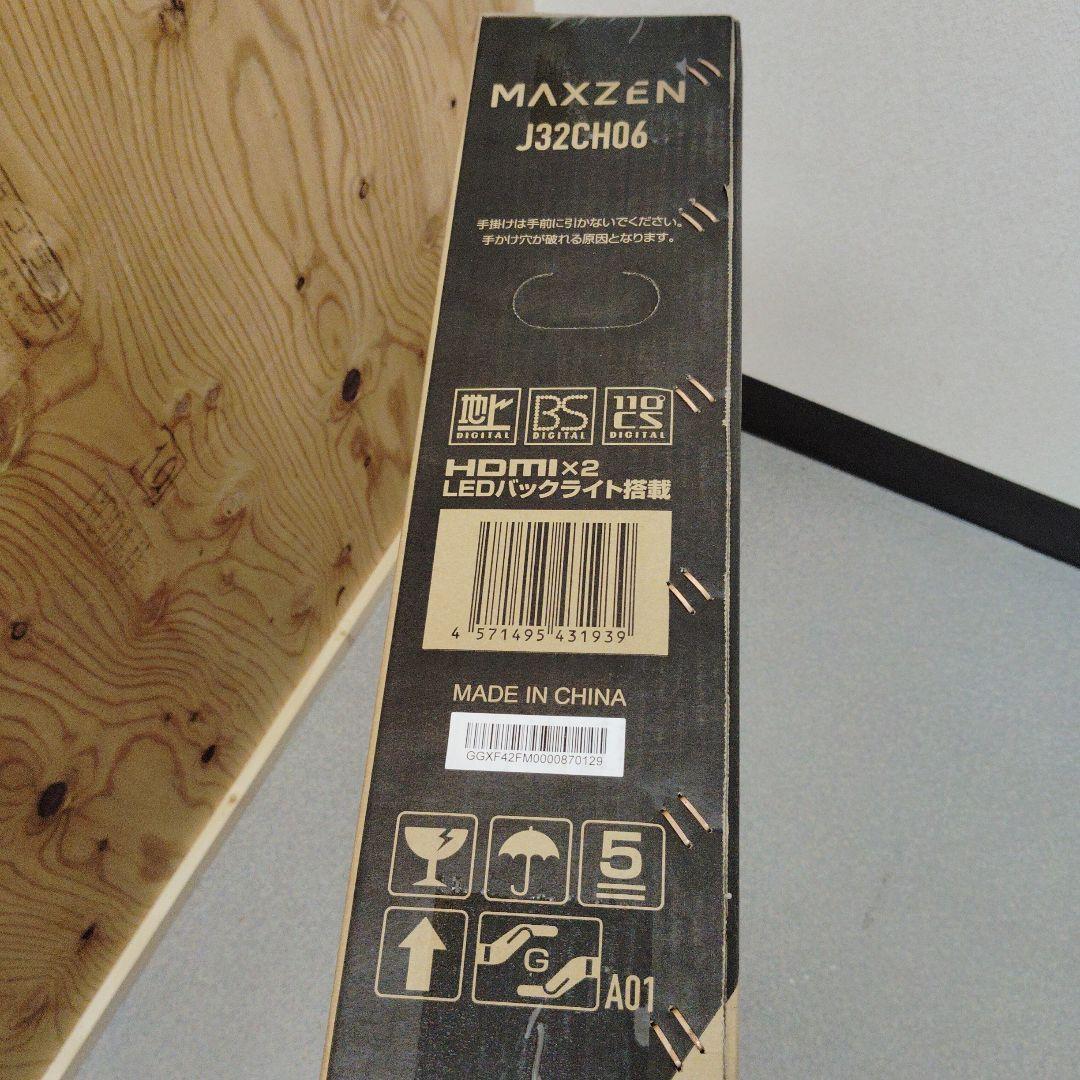 MAXZEN
J32CH06
手掛けは手前に引かないでください。
手かけ穴が破れる原因となります。
地上 BS 110°CS
DIGITAL DIGITAL DIGITAL
HDMI×2
LEDバックライト搭載
4 571495 431939
MADE IN CHINA
GGXF42FM0000870129
5
G
A01
10